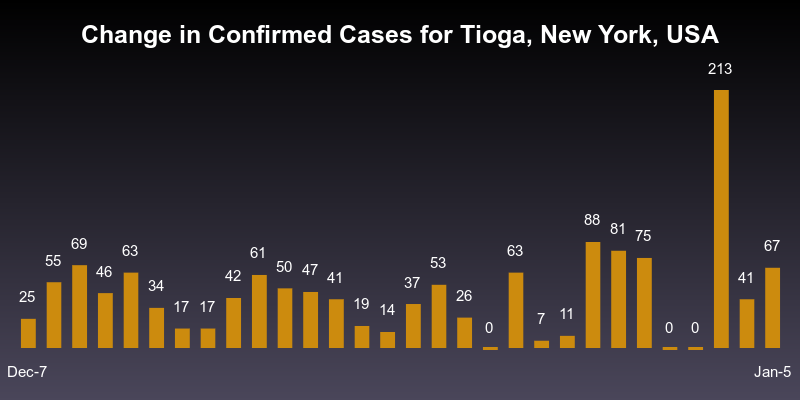 Change in Confirmed Cases for Tioga, New York, USA
25 55 69 46 63 34 17 17 42 61 50 47 41 19 14 37 53 26 0 63 7 11 88 81 75 0 0 213 41 67
Dec-7 Jan-5